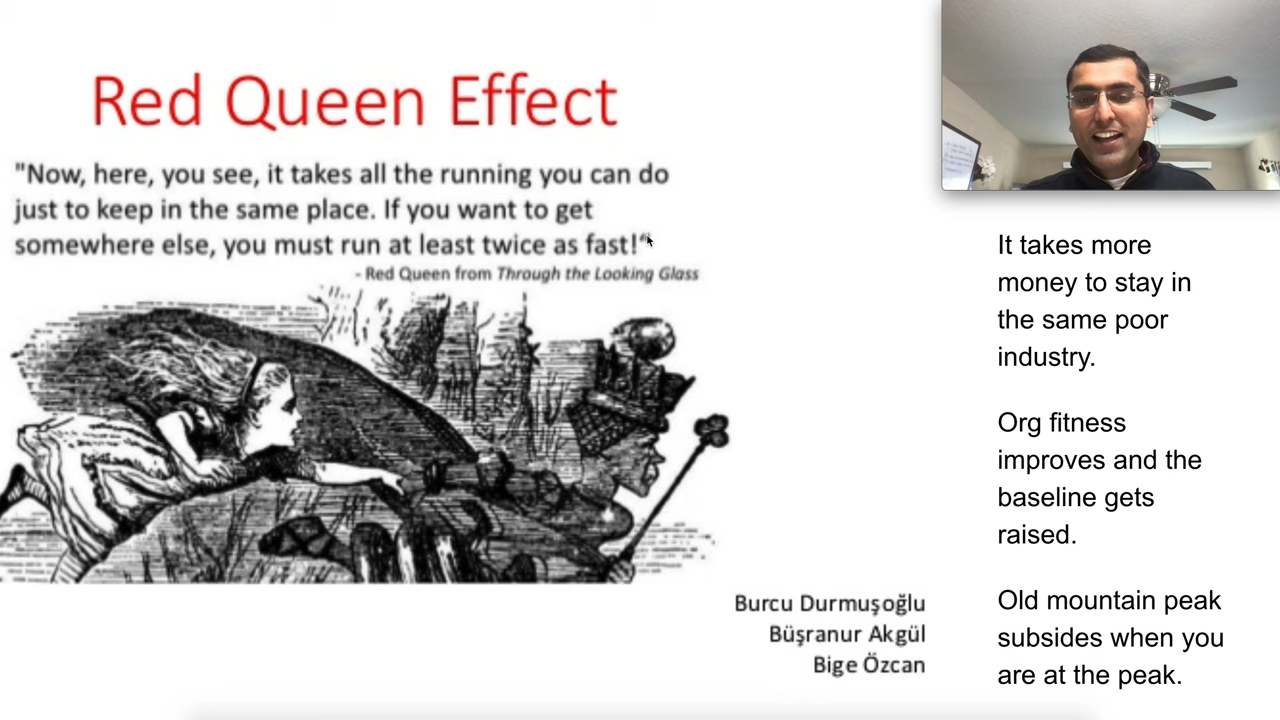 Red Queen Effect
"Now, here, you see, it takes all the running you can do
just to keep in the same place. If you want to get
somewhere else, you must run at least twice as fast!"
- Red Queen from Through the Looking Glass
Burcu Durmuşoğlu
Büşranur Akgül
Bige Özcan
It takes more
money to stay in
the same poor
industry.
Org fitness
improves and the
baseline gets
raised.
Old mountain peak
subsides when you
are at the peak.